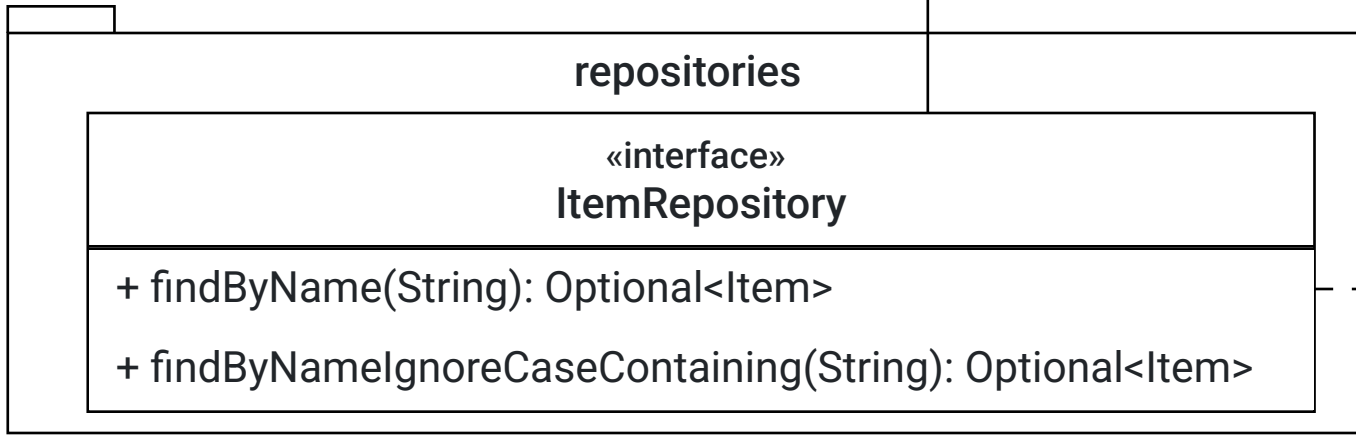 repositories
«interface»
ItemRepository
+ findByName(String): Optional<Item>
+ findByNameIgnoreCaseContaining(String): Optional<Item>